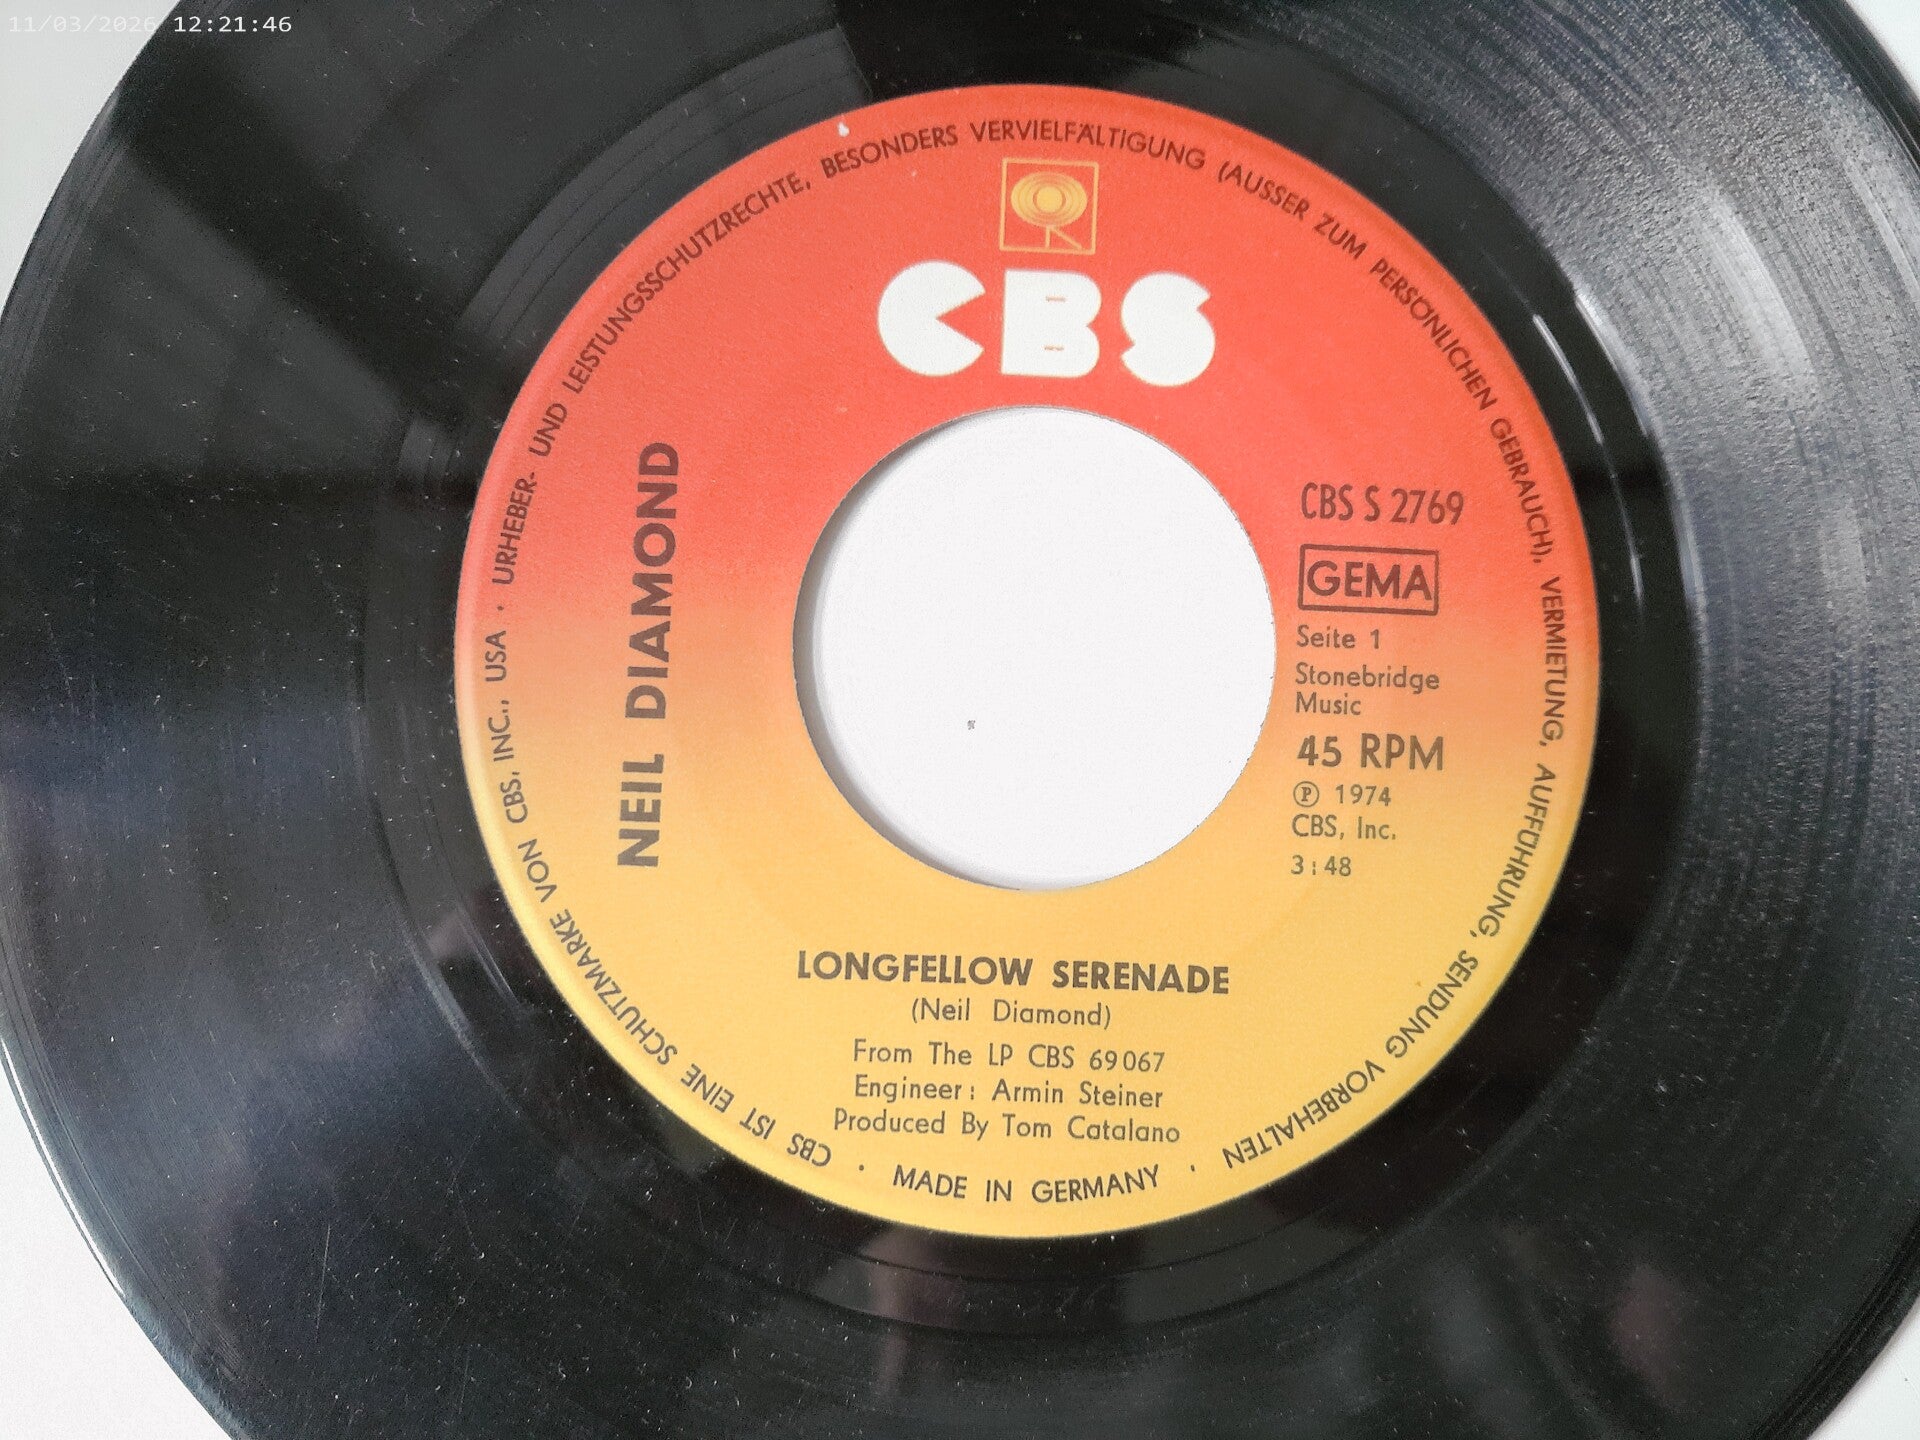 11/03/2026 12:21:46
URHEBER- UND LEISTUNGSSCHUTZRECHTE, BESONDERS VERVIELFÄLTIGUNG (AUSSER ZUM PERSÖNLICHEN GEBRAUCH), VERMIETUNG, AUFFÜHRUNG, SENDUNG VORBEHALTEN
CBS
NEIL DIAMOND
CBS S 2769
GEMA
Seite 1
Stonebridge
Music
45 RPM
℗ 1974
CBS, Inc.
3:48
LONGFELLOW SERENADE
(Neil Diamond)
From The LP CBS 69067
Engineer: Armin Steiner
Produced By Tom Catalano
· MADE IN GERMANY ·
CBS IST EINE SCHUTZMARKE VON CBS, INC., USA ·